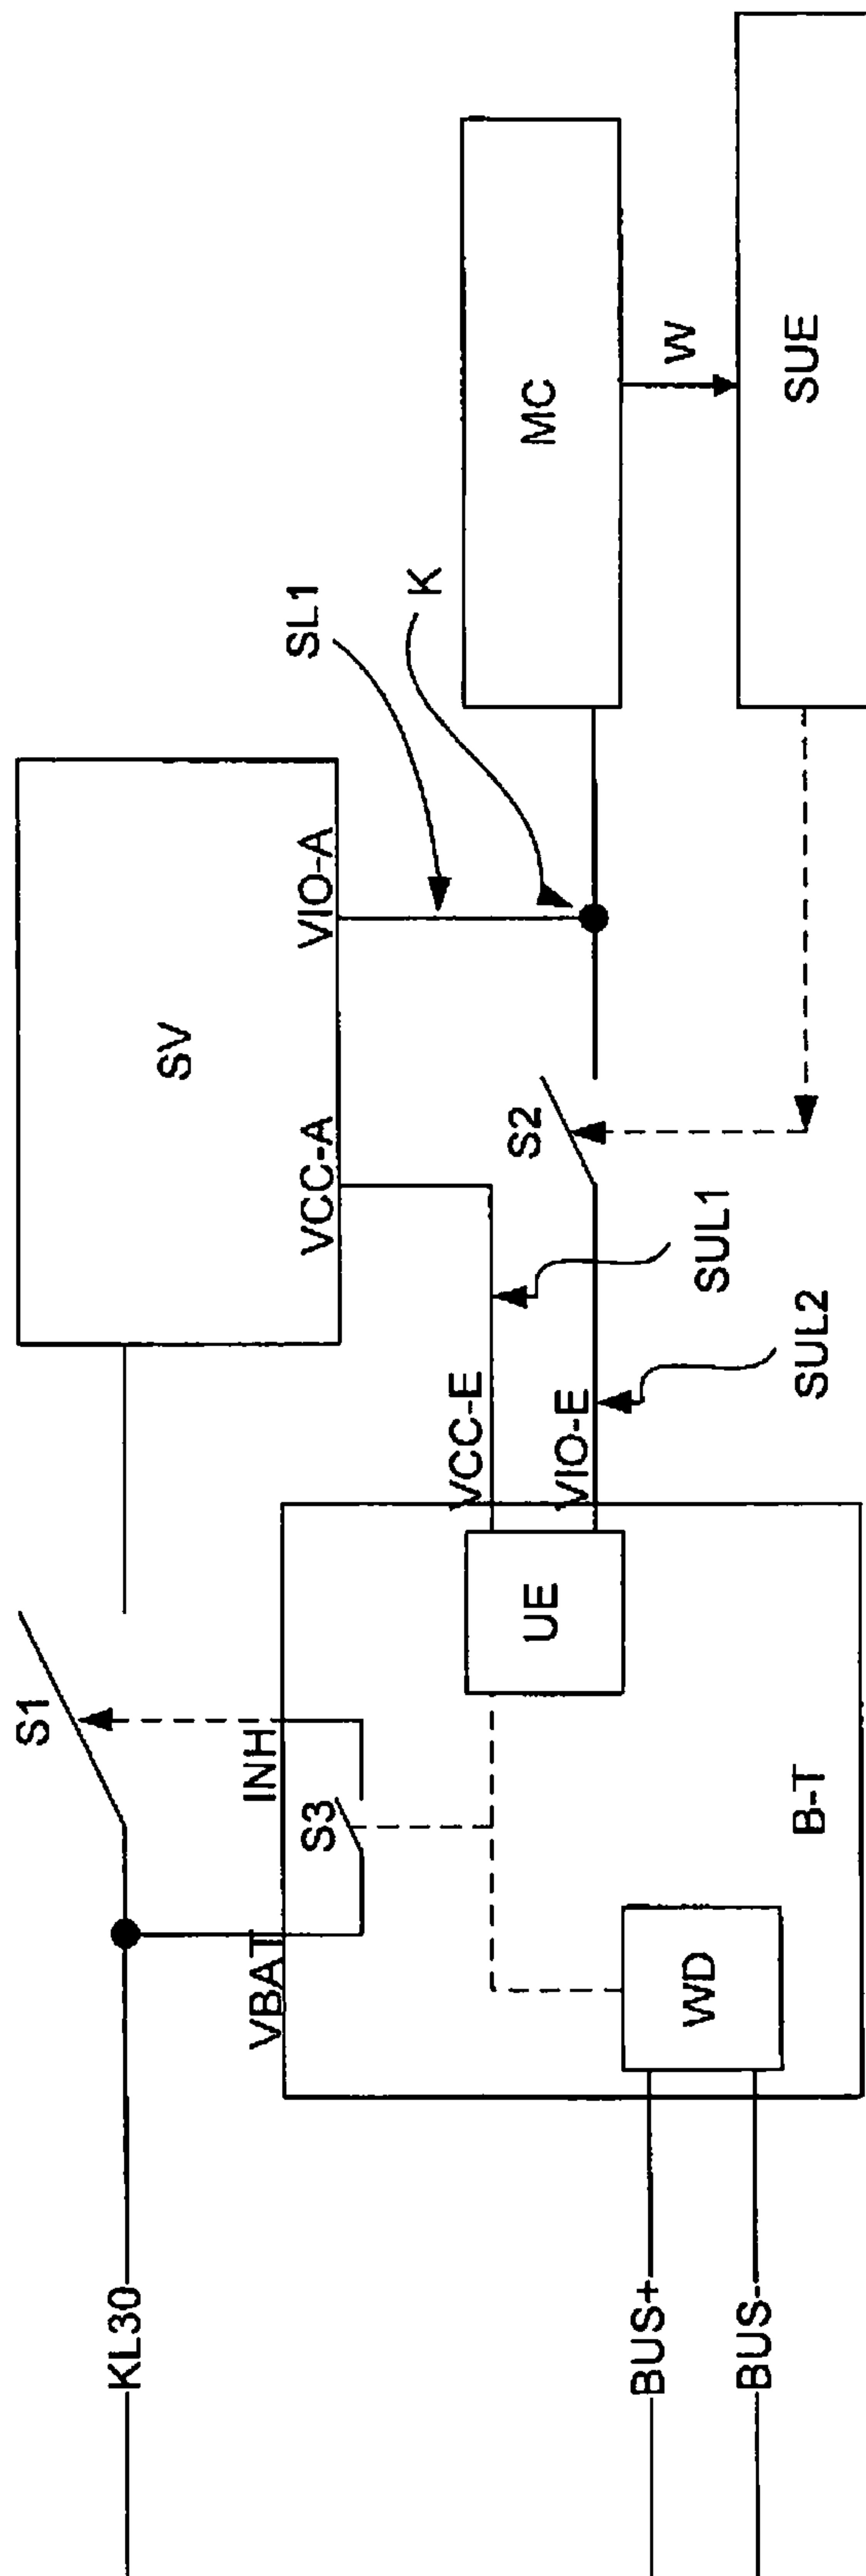 KL30
S1
SV
VCC-A
VIO-A
SL1
K
VBAT
INH
S3
VCC-E
VIO-E
UE
WD
B-T
S2
SUL1
SUL2
MC
W
SUE
BUS+
BUS-